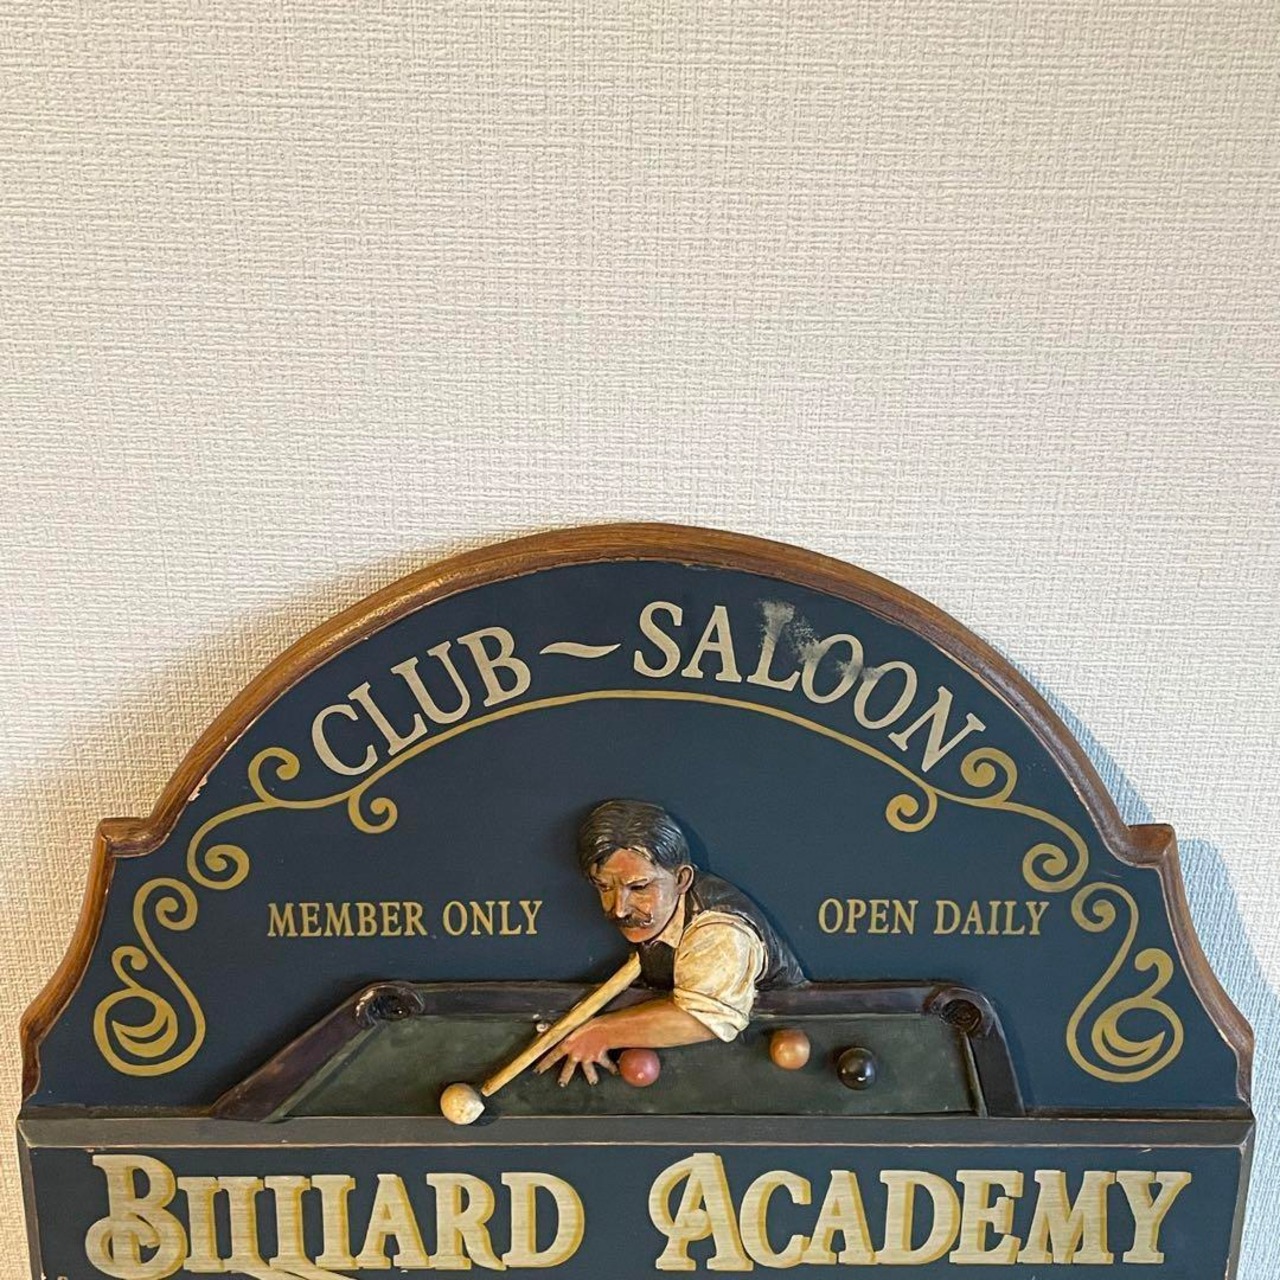 CLUB~SALOON
MEMBER ONLY
OPEN DAILY
BILLIARD ACADEMY